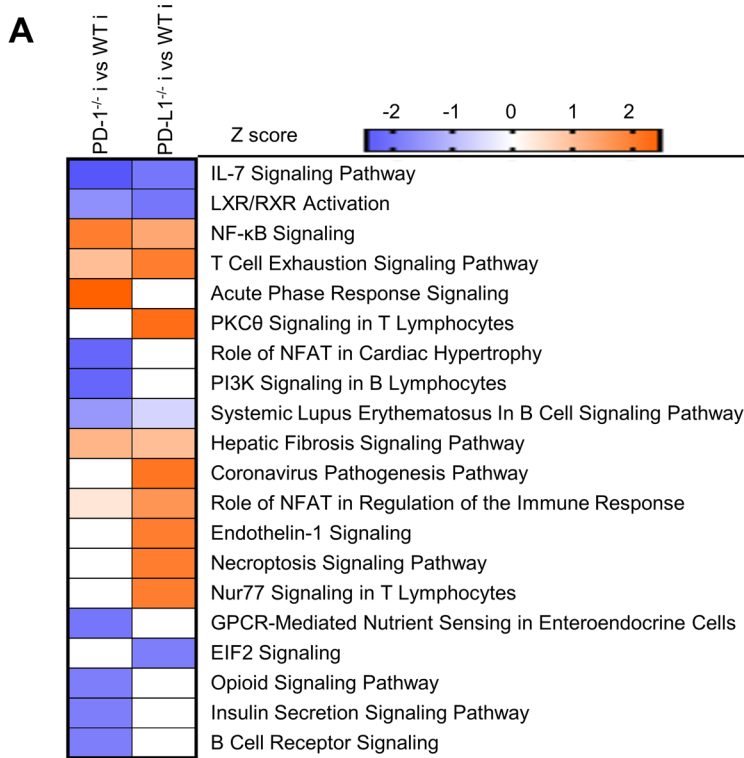 A
PD-1-/- i vs WT i
PD-L1-/- i vs WT i
Z score
-2 -1 0 1 2
IL-7 Signaling Pathway
LXR/RXR Activation
NF-κB Signaling
T Cell Exhaustion Signaling Pathway
Acute Phase Response Signaling
PKCθ Signaling in T Lymphocytes
Role of NFAT in Cardiac Hypertrophy
PI3K Signaling in B Lymphocytes
Systemic Lupus Erythematosus In B Cell Signaling Pathway
Hepatic Fibrosis Signaling Pathway
Coronavirus Pathogenesis Pathway
Role of NFAT in Regulation of the Immune Response
Endothelin-1 Signaling
Necroptosis Signaling Pathway
Nur77 Signaling in T Lymphocytes
GPCR-Mediated Nutrient Sensing in Enteroendocrine Cells
EIF2 Signaling
Opioid Signaling Pathway
Insulin Secretion Signaling Pathway
B Cell Receptor Signaling